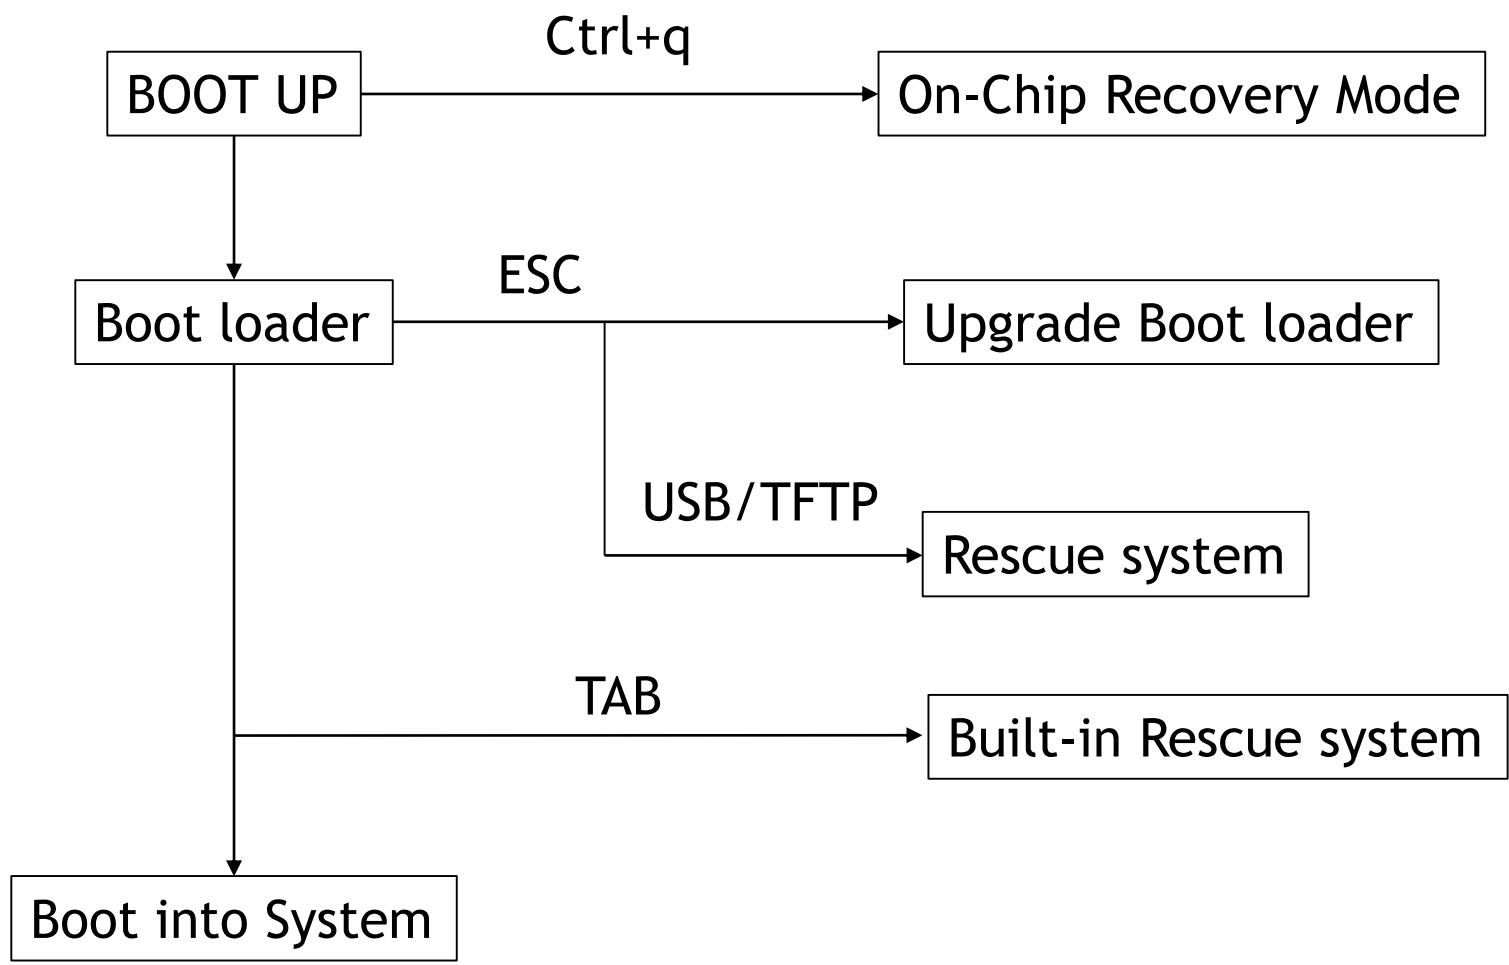 Ctrl+q
BOOT UP
On-Chip Recovery Mode
ESC
Boot loader
Upgrade Boot loader
USB/TFTP
Rescue system
TAB
Built-in Rescue system
Boot into System